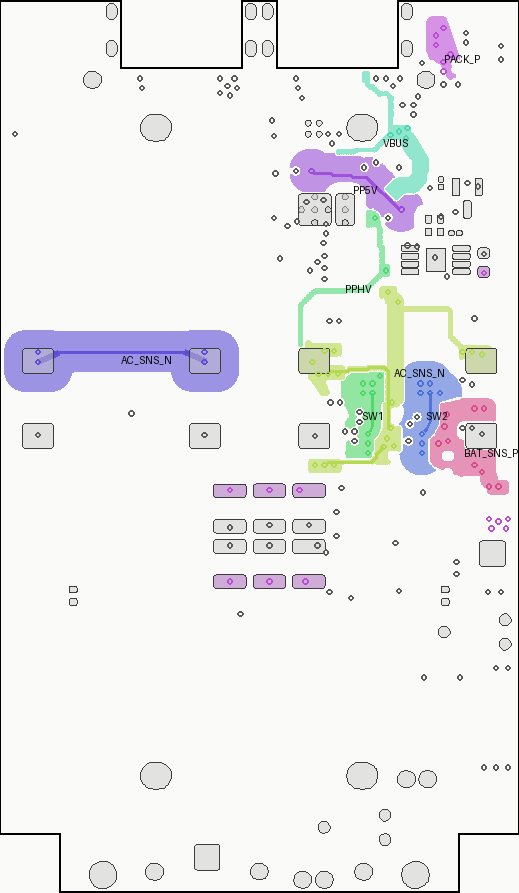 PACK_P
VBUS
PP5V
PPHV
AC_SNS_N
AC_SNS_N
SW1
SW2
BAT_SNS_P